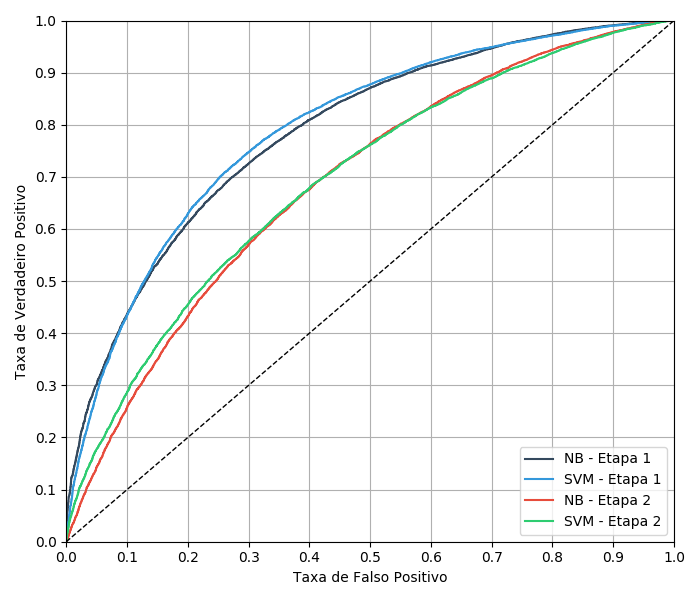 1.0
0.9
0.8
0.7
0.6
0.5
0.4
0.3
0.2
0.1
0.0
Taxa de Verdadeiro Positivo
NB - Etapa 1
SVM - Etapa 1
NB - Etapa 2
SVM - Etapa 2
0.0 0.1 0.2 0.3 0.4 0.5 0.6 0.7 0.8 0.9 1.0
Taxa de Falso Positivo